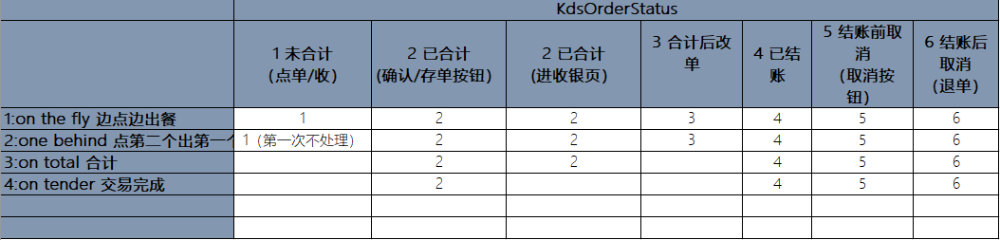 KdsOrderStatus
1 未合计
(点单/收)
2 已合计
(确认/存单按钮)
2 已合计
(进收银页)
3 合计后改
单
4 已结
账
5 结账前取
消
(取消按
钮)
6 结账后
取消
(退单)
1:on the fly 边点边出餐 1 2 2 3 4 5 6
2:one behind 点第二个出第一个 1（第一次不处理） 2 2 3 4 5 6
3:on total 合计 2 2 4 5 6
4:on tender 交易完成 2 4 5 6